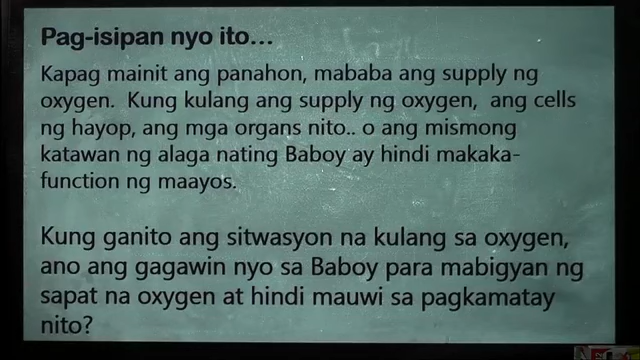 Pag-isipan nyo ito...
Kapag mainit ang panahon, mababa ang supply ng
oxygen. Kung kulang ang supply ng oxygen, ang cells
ng hayop, ang mga organs nito.. o ang mismong
katawan ng alaga nating Baboy ay hindi makaka-
function ng maayos.
Kung ganito ang sitwasyon na kulang sa oxygen,
ano ang gagawin nyo sa Baboy para mabigyan ng
sapat na oxygen at hindi mauwi sa pagkamatay
nito?